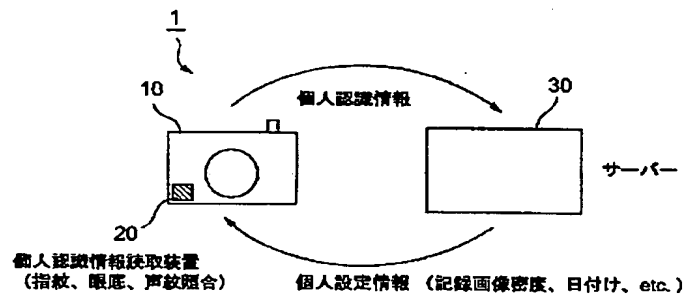 1
10
個人認識情報
30
サーバー
20
個人認識情報読取装置
(指紋、眼底、声紋照合)
個人設定情報 (記録画像密度、日付け、etc.)